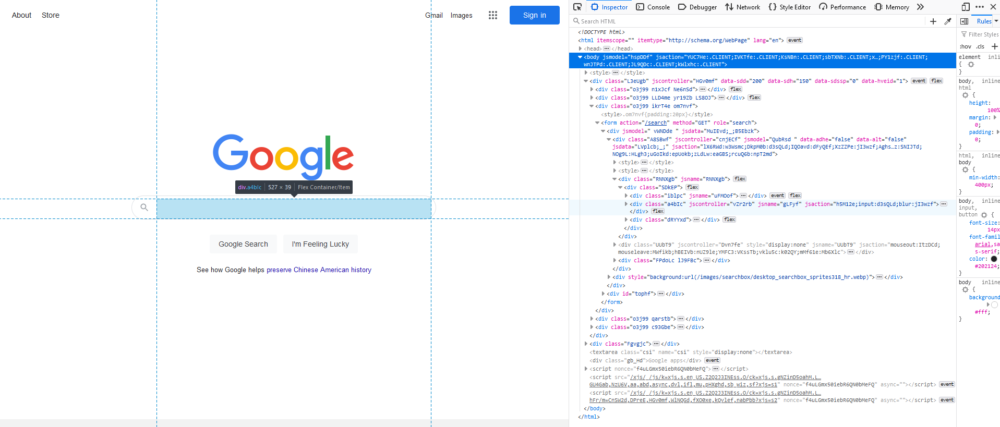 About Store Gmail Images Sign in
Google
div.a4bIc 527 × 39 Flex Container/Item
Google Search I'm Feeling Lucky
See how Google helps preserve Chinese American history
Inspector Console Debugger Network Style Editor Performance Memory
Search HTML
<!DOCTYPE html>
<html itemscope="" itemtype="http://schema.org/WebPage" lang="en"> event
<head> ... </head>
<body jsmodel="hspDDf" jsaction="YUC7He:.CLIENT;IVKTfe:.CLIENT;KsNBn:.CLIENT;sbTXNb:.CLIENT;x…;PY1zjf:.CLIENT;
wnJTPd:.CLIENT;JL9QDc:.CLIENT;kWlxhc:.CLIENT">
<style> ... </style>
<div class="L3eUgb" jscontroller="HGv0mf" data-sdd="200" data-sdh="150" data-sdssp="0" data-hveid="1"> event flex
<div class="o3j99 n1xJcf Ne6nSd"> ... </div> flex
<div class="o3j99 LLD4me yr19Zb LS8OJ"> ... </div> flex
<div class="o3j99 ikrT4e om7nvf">
<style>.om7nvf{padding:20px}</style>
<form action="/search" method="GET" role="search">
<div jsmodel=" vWNDde " jsdata="MuIEvd;_;B5Ebzk">
<div class="A8SBwf" jscontroller="cnjECf" jsmodel="QubRsd " data-adhe="false" data-alt="false"
jsdata="LVplcb;_;" jsaction="lX6RWd:w3Wsmc;DkpM0b:d3sQLd;IQOavd:dFyQEf;XzZZPe:jI3wzf;Aghs…z:SNIJTd;
NOg9L:HLgh3;uGoIkd:epUokb;zLdLw:eaGBS;rcuQ6b:npT2md">
<style> ... </style>
<style> ... </style>
<div class="RNNXgb" jsname="RNNXgb"> flex
<div class="SDkEP"> flex
<div class="iblpc" jsname="uFMOof"> ... </div> event flex
<div class="a4bIc" jscontroller="vZr2rb" jsname="gLFyf" jsaction="h5M12e;input:d3sQLd;blur:jI3wzf"> ...
</div> flex
<div class="dRYYxd"> ... </div> flex
</div>
</div>
<div class="UUbT9" jscontroller="Dvn7fe" style="display:none" jsname="UUbT9" jsaction="mouseout:ItzDCd;
mouseleave:MWfikb;hBEIVb:nUZ9le;YMFC3:VKssTb;vklu5c:k02QY;mMf61e:Mb6Xlc"> ... </div>
<div class="FPdoLc lJ9FBc"> ... </div>
</div>
<div style="background:url(/images/searchbox/desktop_searchbox_sprites318_hr.webp)"> ... </div>
</div>
<div id="tophf"> ... </div>
</form>
</div>
<div class="o3j99 qarstb"> ... </div>
<div class="o3j99 c93Gbe"> ... </div>
</div>
<div class="Fgvgjc"> ... </div>
<textarea class="csi" name="csi" style="display:none"></textarea>
<div class="gb_Hd">Google apps</div> event
<script nonce="f4uLGmx50iebR6QN0bMeFQ"> ... </script>
<script src="/xjs/_/js/k=xjs.s.en_US.Z2Q2J3INEss.O/ck=xjs.s.gNZinD5oahM.L…
GU4Gab,NzU6V,aa,abd,async,dvl,ifl,mu,pHXghd,sb_wiz,sf?xjs=s1" nonce="f4uLGmx50iebR6QN0bMeFQ" async=""></script> event
<script src="/xjs/_/js/k=xjs.s.en_US.Z2Q2J3INEss.O/ck=xjs.s.gNZinD5oahM.L…
hFr/m=CnSW2d,DPreE,HGv0mf,WlNQGd,fXO0xe,kQvlef,nabPbb?xjs=s2" nonce="f4uLGmx50iebR6QN0bMeFQ" async=""></script> event
</body>
</html>
Rules
Filter Styles
:hov .cls +
element inli
{
}
body, inline
html
{
height:
100%
margin:
0;
padding:
0;
}
html, inline
body
{
min-width:
400px;
}
body, inline
input,
button {
font-size:
14px
font-famil
arial,sa
s-serif;
color:
#202124;
}
body inline
{
background
#fff;
}